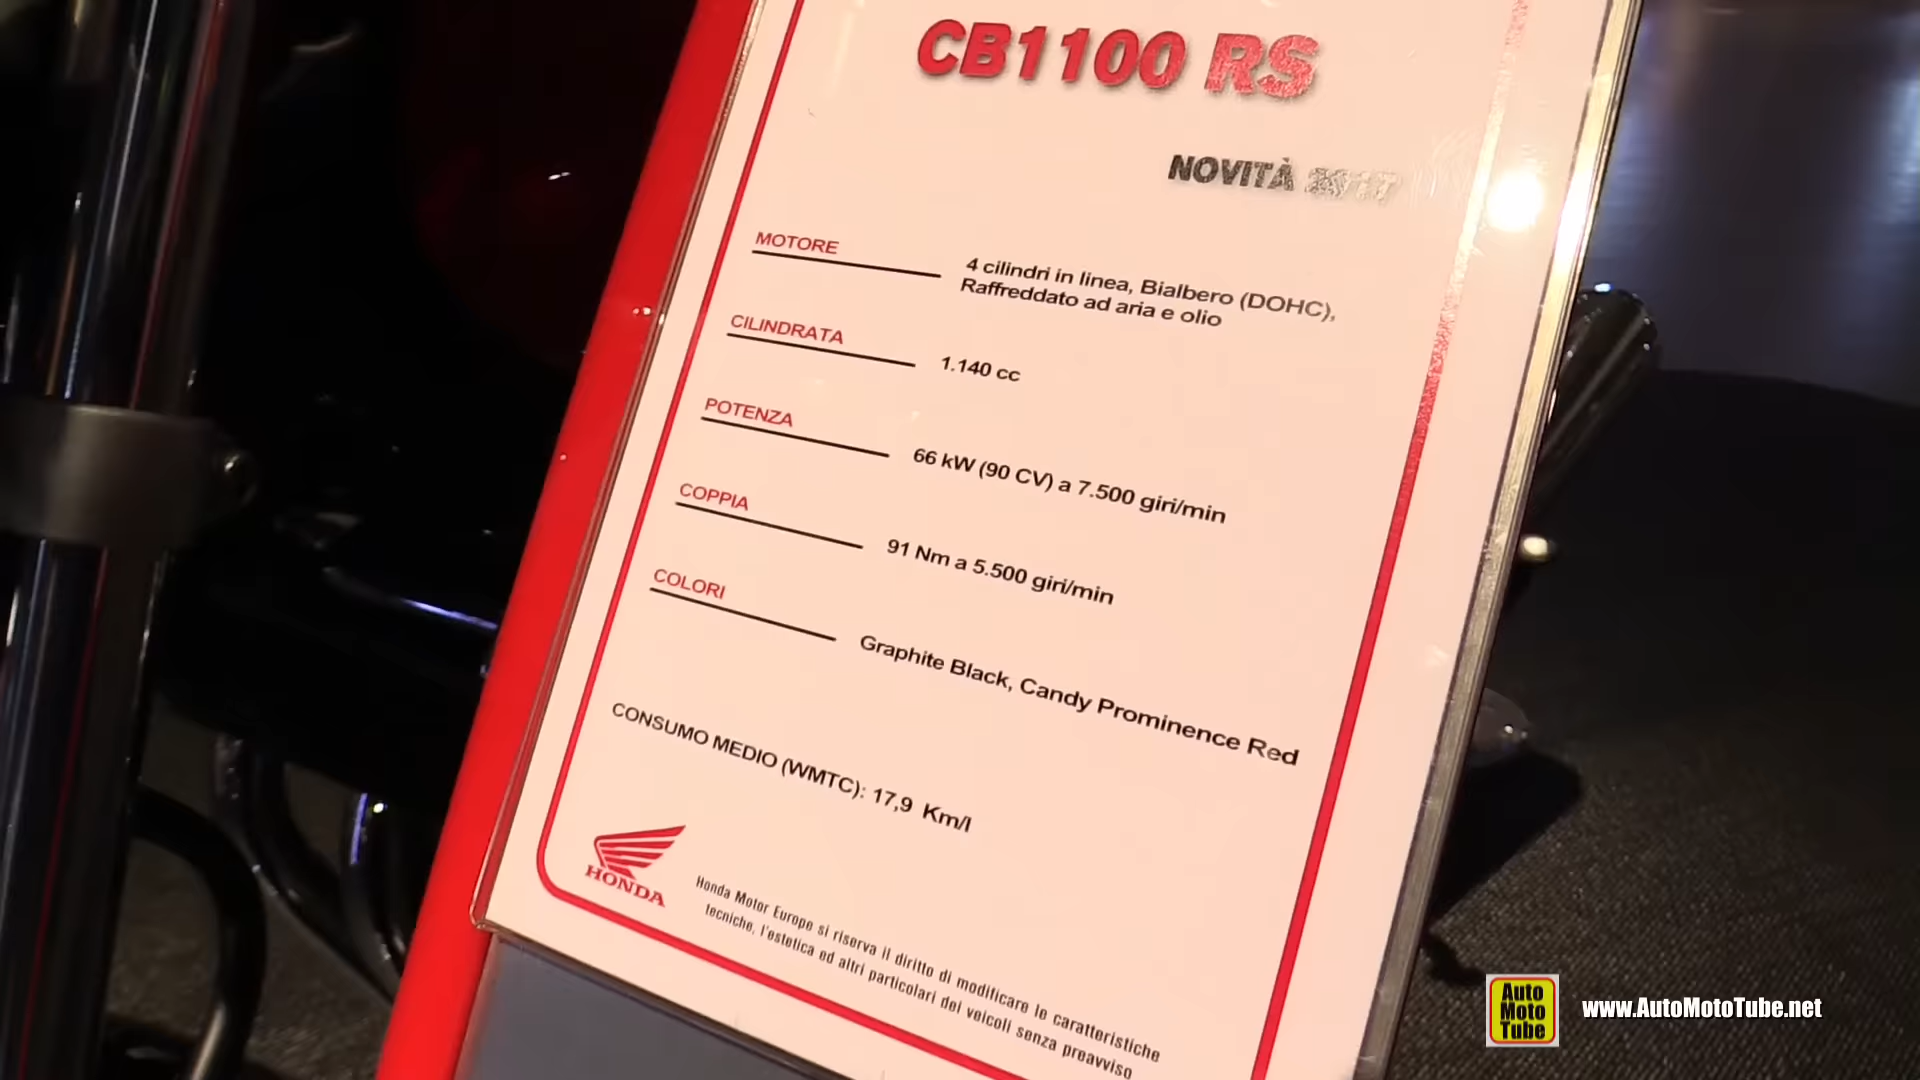 CB1100 RS
NOVITÀ 2017
MOTORE
4 cilindri in linea, Bialbero (DOHC),
Raffreddato ad aria e olio
CILINDRATA
1.140 cc
POTENZA
66 kW (90 CV) a 7.500 giri/min
COPPIA
91 Nm a 5.500 giri/min
COLORI
Graphite Black, Candy Prominence Red
CONSUMO MEDIO (WMTC): 17,9 Km/l
HONDA
Honda Motor Europe si riserva il diritto di modificare le caratteristiche
tecniche, l'estetica ed altri particolari dei veicoli senza preavviso
Auto
Moto
Tube
www.AutoMotoTube.net